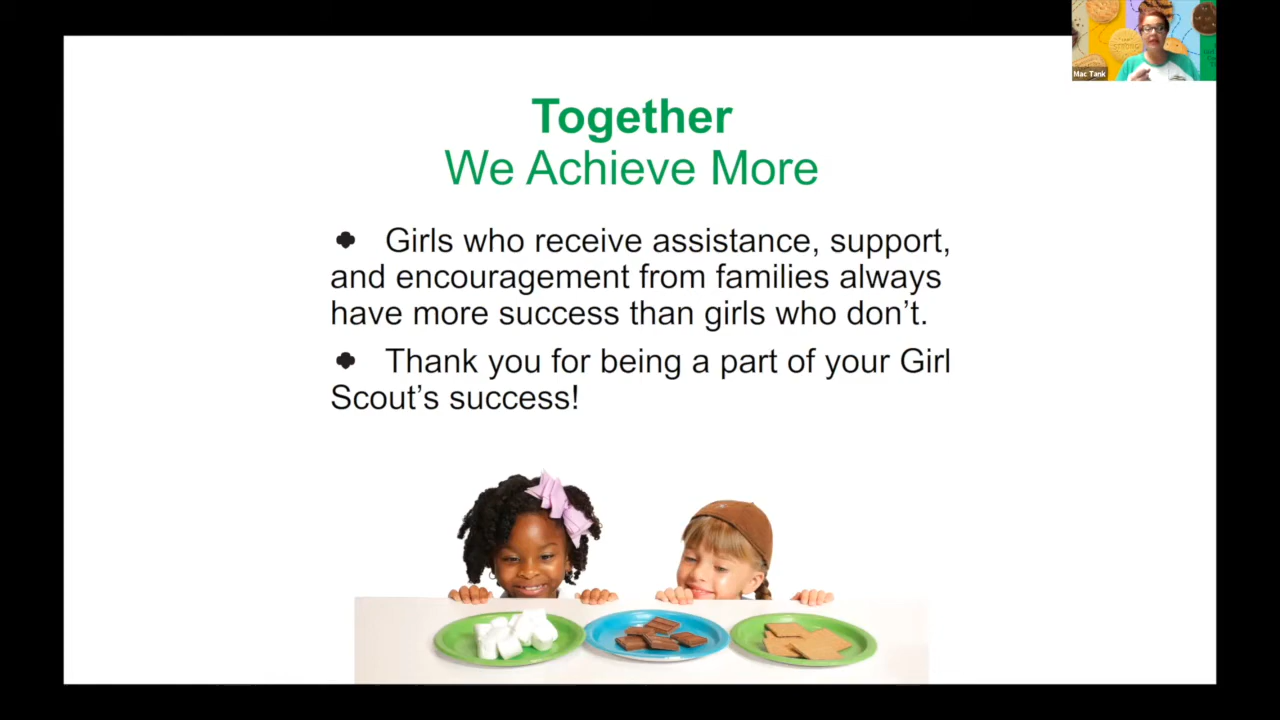 Mac Tank
Together
We Achieve More
Girls who receive assistance, support,
and encouragement from families always
have more success than girls who don’t.
Thank you for being a part of your Girl
Scout’s success!